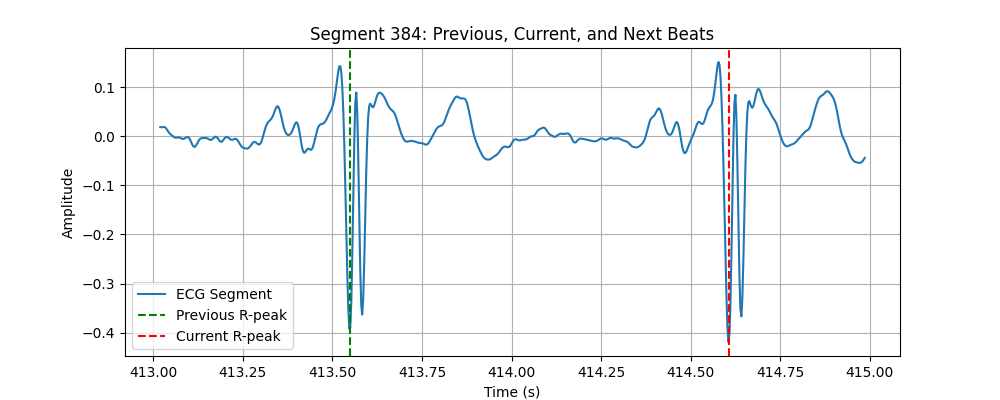 Segment 384: Previous, Current, and Next Beats
Amplitude
0.1
0.0
−0.1
−0.2
−0.3
−0.4
ECG Segment
Previous R-peak
Current R-peak
413.00 413.25 413.50 413.75 414.00 414.25 414.50 414.75 415.00
Time (s)